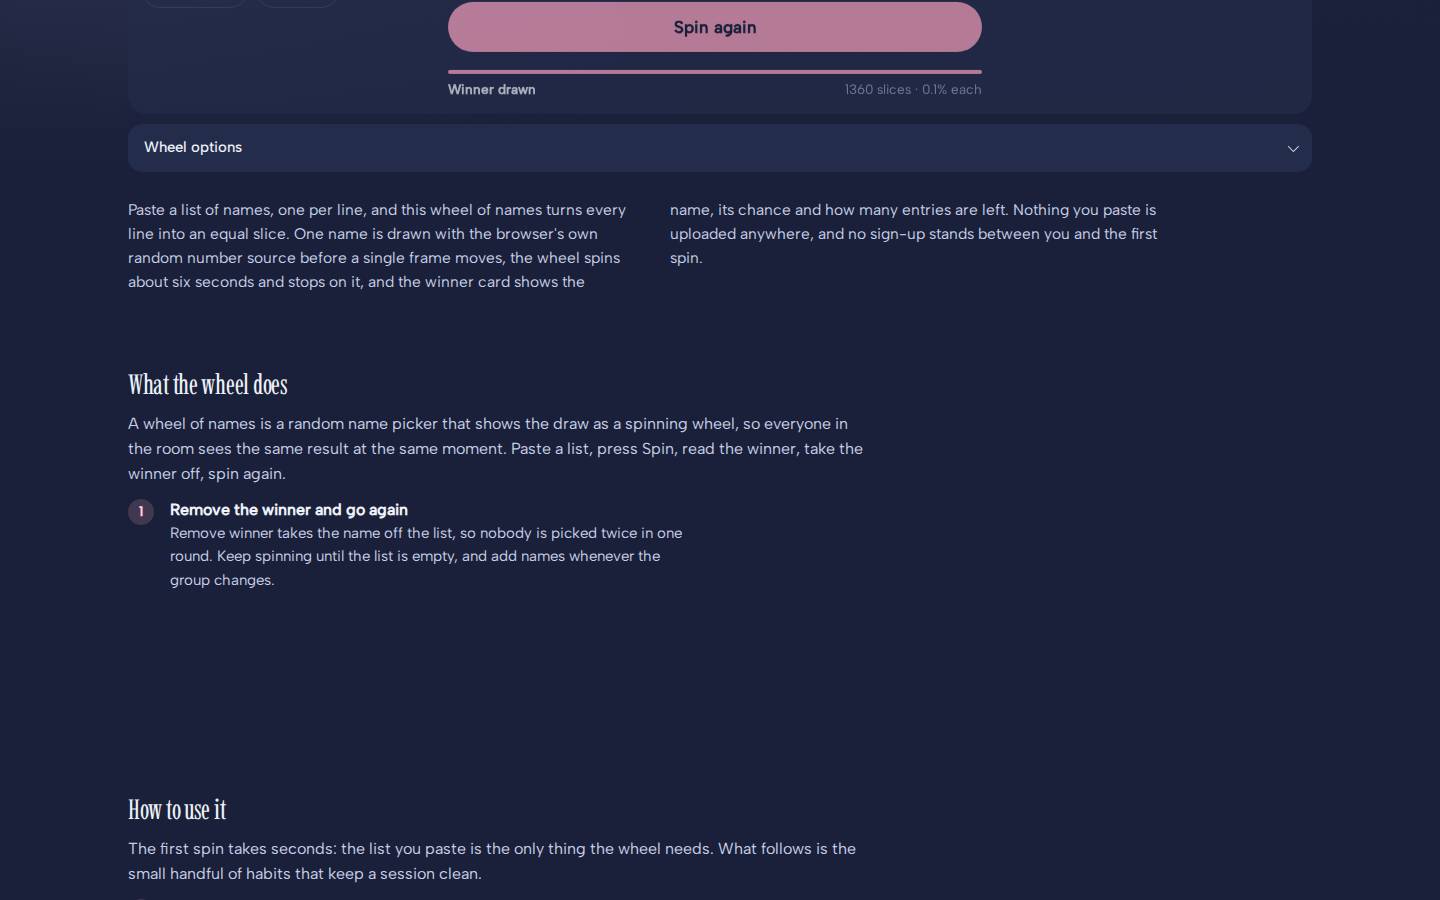 Spin again
Winner drawn
1360 slices · 0.1% each
Wheel options
Paste a list of names, one per line, and this wheel of names turns every
line into an equal slice. One name is drawn with the browser's own
random number source before a single frame moves, the wheel spins
about six seconds and stops on it, and the winner card shows the
name, its chance and how many entries are left. Nothing you paste is
uploaded anywhere, and no sign-up stands between you and the first
spin.
What the wheel does
A wheel of names is a random name picker that shows the draw as a spinning wheel, so everyone in
the room sees the same result at the same moment. Paste a list, press Spin, read the winner, take the
winner off, spin again.
1
Remove the winner and go again
Remove winner takes the name off the list, so nobody is picked twice in one
round. Keep spinning until the list is empty, and add names whenever the
group changes.
How to use it
The first spin takes seconds: the list you paste is the only thing the wheel needs. What follows is the
small handful of habits that keep a session clean.